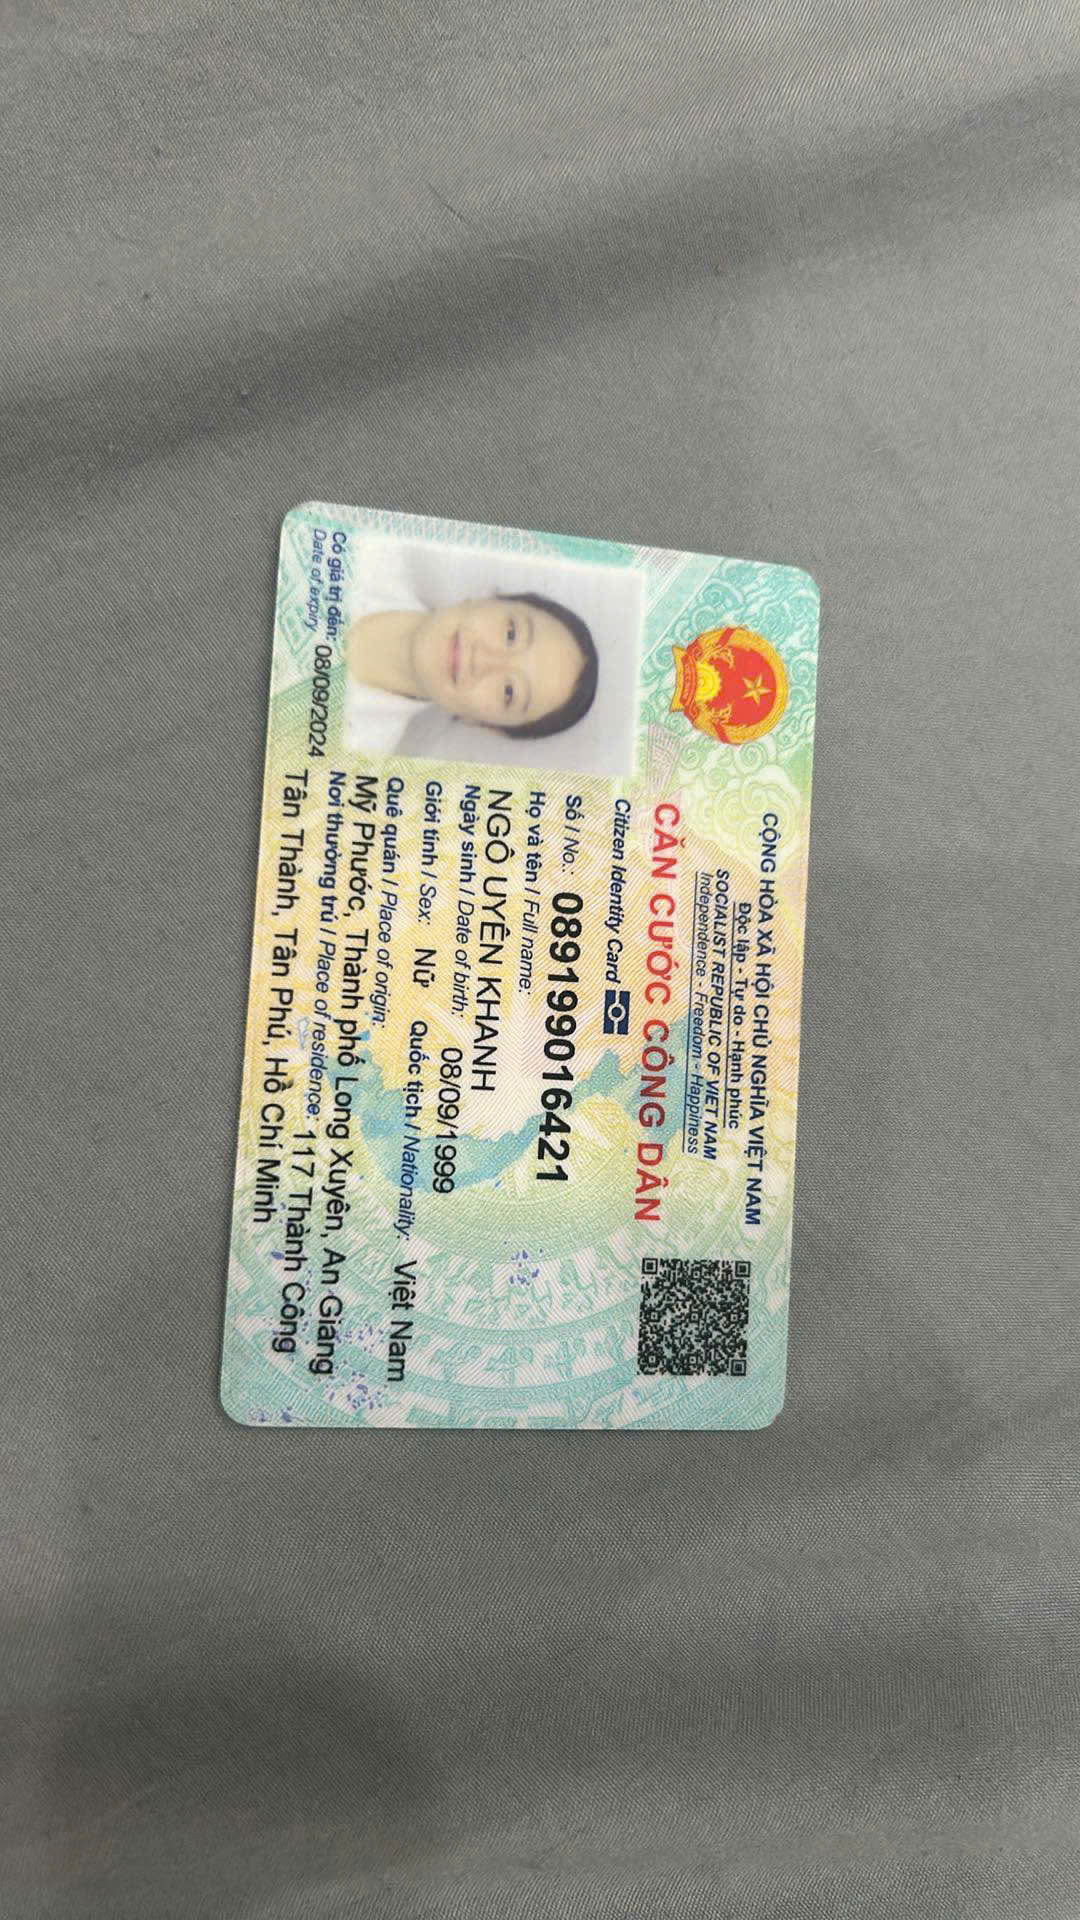 CỘNG HÒA XÃ HỘI CHỦ NGHĨA VIỆT NAM
Độc lập - Tự do - Hạnh phúc
SOCIALIST REPUBLIC OF VIET NAM
Independence - Freedom - Happiness
CĂN CƯỚC CÔNG DÂN
Citizen Identity Card
Số / No.: 089199016421
Họ và tên / Full name:
NGÔ UYÊN KHANH
Ngày sinh / Date of birth: 08/09/1999
Giới tính / Sex: Nữ Quốc tịch / Nationality: Việt Nam
Quê quán / Place of origin:
Mỹ Phước, Thành phố Long Xuyên, An Giang
Nơi thường trú / Place of residence: 117 Thành Công
Tân Thành, Tân Phú, Hồ Chí Minh
Có giá trị đến: 08/09/2024
Date of expiry